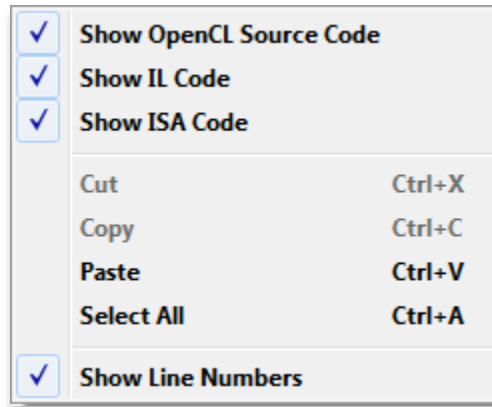 Show OpenCL Source Code
Show IL Code
Show ISA Code
Cut Ctrl+X
Copy Ctrl+C
Paste Ctrl+V
Select All Ctrl+A
Show Line Numbers